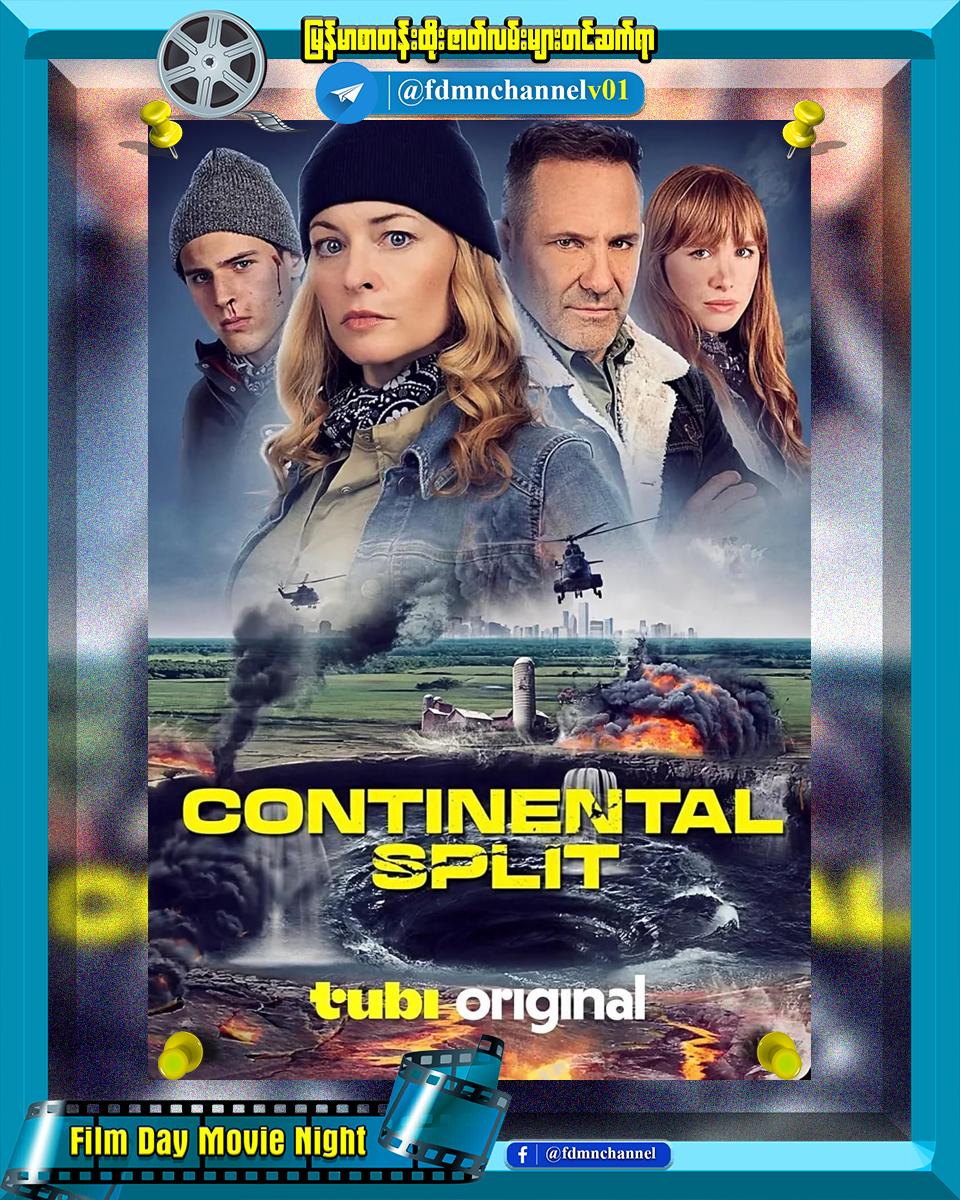 မြန်မာစာတန်းထိုးဇာတ်လမ်းများတင်ဆက်ရာ
@fdmnchannelv01
CONTINENTAL
SPLIT
tubi original
Film Day Movie Night
f @fdmnchannel